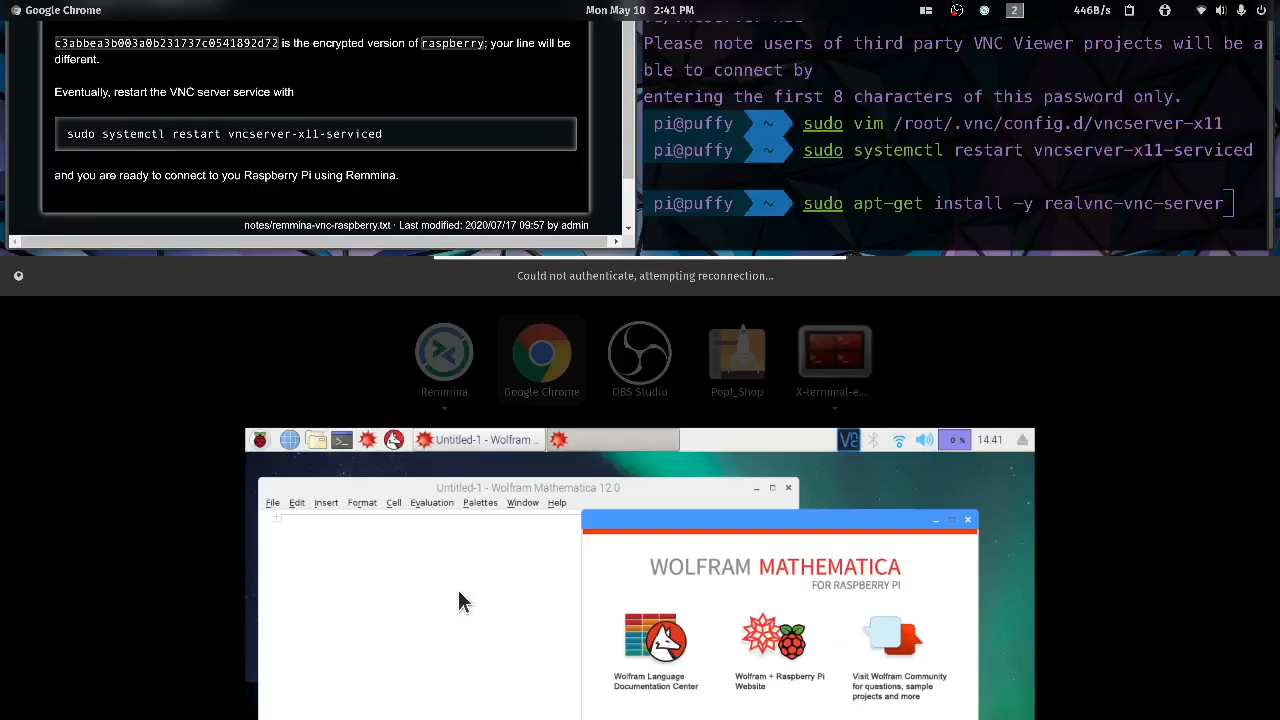 Google Chrome
Mon May 10 2:41 PM
2
446B/s
c3abbea3b003a0b231737c0541892d72 is the encrypted version of raspberry; your line will be
different.
Eventually, restart the VNC server service with
sudo systemctl restart vncserver-x11-serviced
and you are ready to connect to you Raspberry Pi using Remmina.
notes/remmina-vnc-raspberry.txt · Last modified: 2020/07/17 09:57 by admin
Please note users of third party VNC Viewer projects will be a
ble to connect by
entering the first 8 characters of this password only.
pi@puffy ~ sudo vim /root/.vnc/config.d/vncserver-x11
pi@puffy ~ sudo systemctl restart vncserver-x11-serviced
pi@puffy ~ sudo apt-get install -y realvnc-vnc-server
Could not authenticate, attempting reconnection...
Remmina
Google Chrome
OBS Studio
Pop!_Shop
X-terminal-e...
Untitled-1 - Wolfram ...
0 %
14.41
Untitled-1 - Wolfram Mathematica 12.0
File Edit Insert Format Cell Evaluation Palettes Window Help
WOLFRAM MATHEMATICA
FOR RASPBERRY PI
Wolfram Language
Documentation Center
Wolfram + Raspberry Pi
Website
Visit Wolfram Community
for questions, sample
projects and more